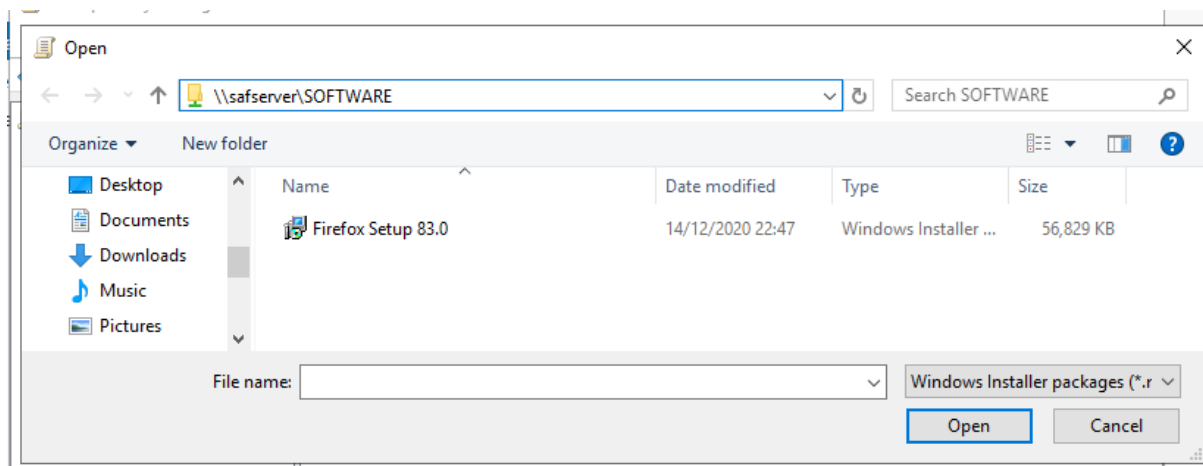 Open
\\safserver\SOFTWARE
Search SOFTWARE
Organize
New folder
Name
Date modified
Type
Size
Desktop
Documents
Downloads
Music
Pictures
Firefox Setup 83.0
14/12/2020 22:47
Windows Installer ...
56,829 KB
File name:
Windows Installer packages (*.r
Open
Cancel